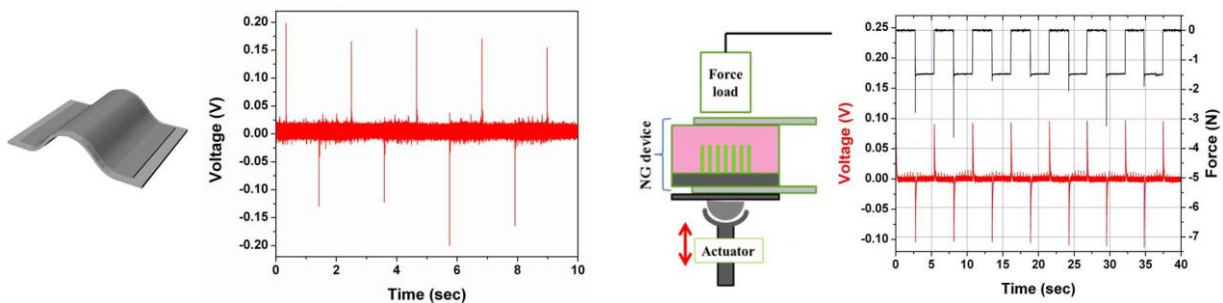 0.20
0.15
0.10
0.05
0.00
-0.05
-0.10
-0.15
-0.20
Voltage (V)
0 2 4 6 8 10
Time (sec)
Force
load
NG device
Actuator
0.25
0.20
0.15
0.10
0.05
0.00
-0.05
-0.10
Voltage (V)
0 5 10 15 20 25 30 35 40
Time (sec)
0
-1
-2
-3
-4
-5
-6
-7
Force (N)